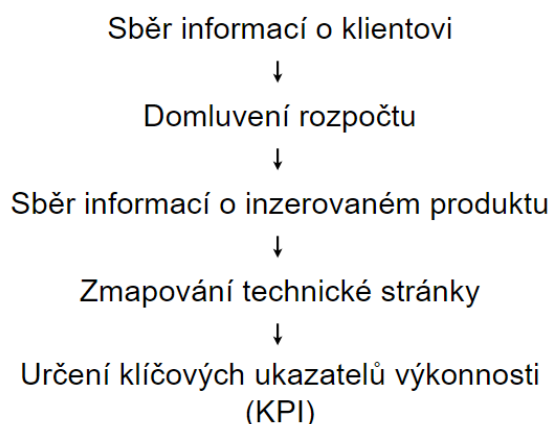 Sběr informací o klientovi
↓
Domluvení rozpočtu
↓
Sběr informací o inzerovaném produktu
↓
Zmapování technické stránky
↓
Určení klíčových ukazatelů výkonnosti
(KPI)